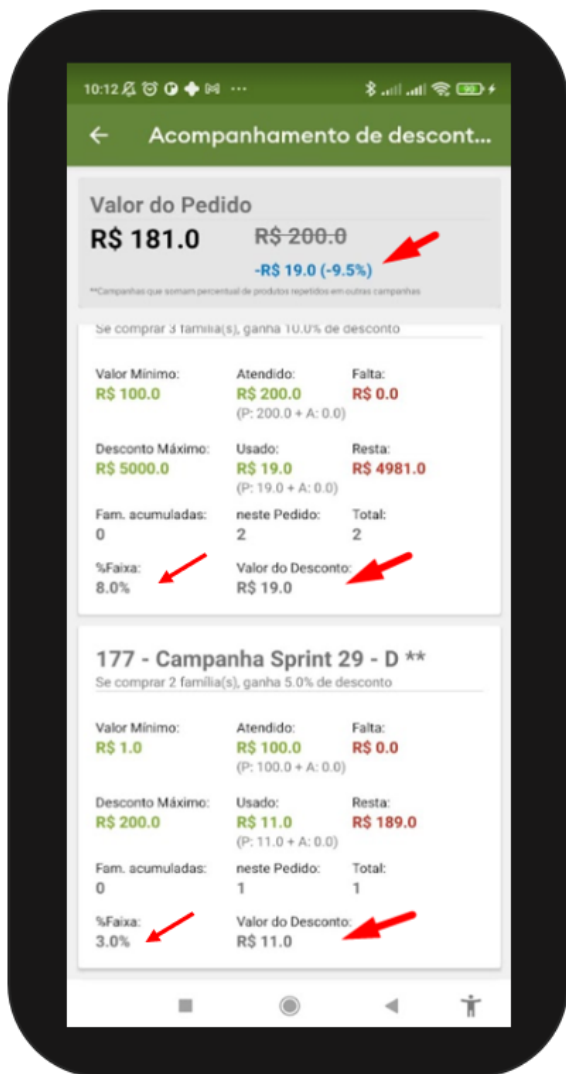 10:12
Acompanhamento de descont...
Valor do Pedido
R$ 181.0 R$ 200.0
-R$ 19.0 (-9.5%)
**Campanhas que somam percentual de produtos repetidos em outras campanhas
Se comprar 3 família(s), ganha 10.0% de desconto
Valor Mínimo: Atendido: Falta:
R$ 100.0 R$ 200.0 R$ 0.0
(P: 200.0 + A: 0.0)
Desconto Máximo: Usado: Resta:
R$ 5000.0 R$ 19.0 R$ 4981.0
(P: 19.0 + A: 0.0)
Fam. acumuladas: neste Pedido: Total:
0 2 2
%Faixa: Valor do Desconto:
8.0% R$ 19.0
177 - Campanha Sprint 29 - D **
Se comprar 2 família(s), ganha 5.0% de desconto
Valor Mínimo: Atendido: Falta:
R$ 1.0 R$ 100.0 R$ 0.0
(P: 100.0 + A: 0.0)
Desconto Máximo: Usado: Resta:
R$ 200.0 R$ 11.0 R$ 189.0
(P: 11.0 + A: 0.0)
Fam. acumuladas: neste Pedido: Total:
0 1 1
%Faixa: Valor do Desconto:
3.0% R$ 11.0